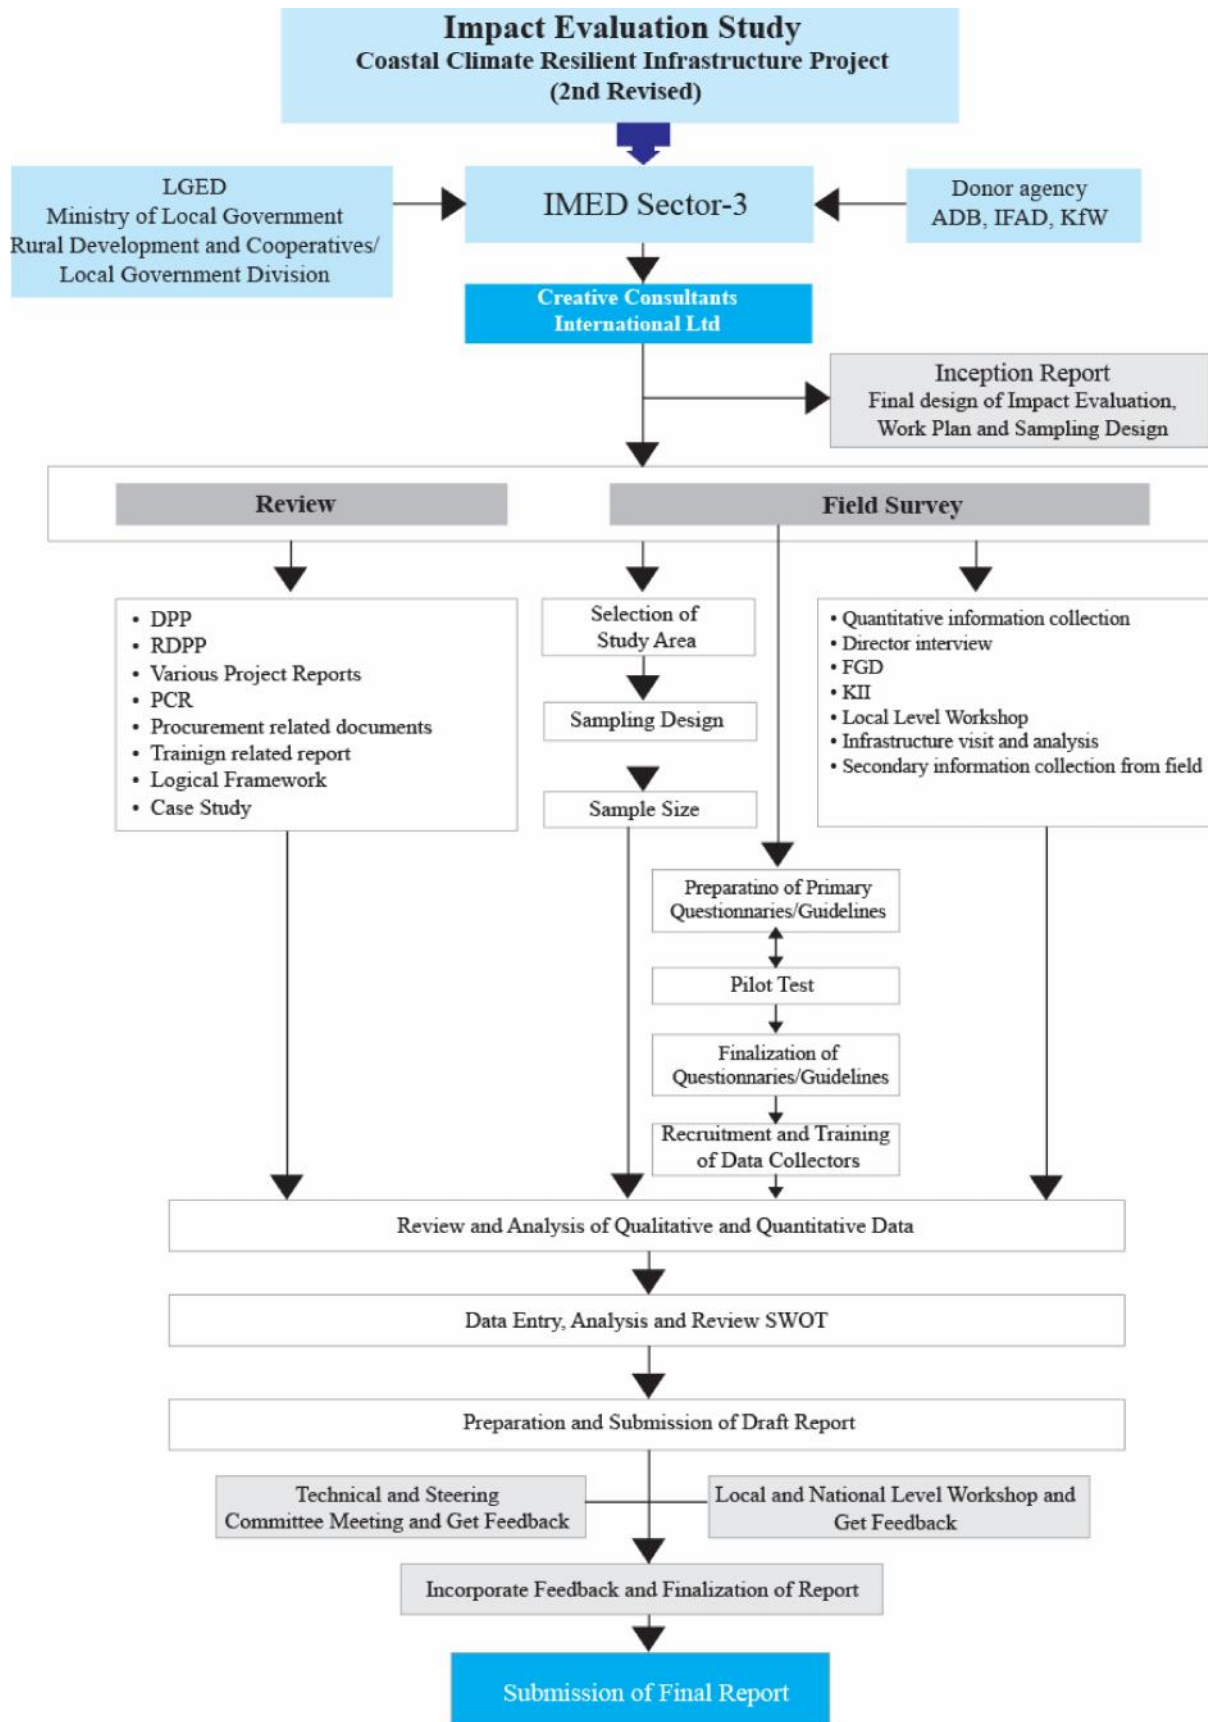 Impact Evaluation Study
Coastal Climate Resilient Infrastructure Project
(2nd Revised)
LGED
Ministry of Local Government
Rural Development and Cooperatives/
Local Government Division
IMED Sector-3
Donor agency
ADB, IFAD, KfW
Creative Consultants
International Ltd
Inception Report
Final design of Impact Evaluation,
Work Plan and Sampling Design
Review
Field Survey
• DPP
• RDPP
• Various Project Reports
• PCR
• Procurement related documents
• Trainign related report
• Logical Framework
• Case Study
Selection of
Study Area
Sampling Design
Sample Size
• Quantitative information collection
• Director interview
• FGD
• KII
• Local Level Workshop
• Infrastructure visit and analysis
• Secondary information collection from field
Preparatino of Primary
Questionnaries/Guidelines
Pilot Test
Finalization of
Questionnaries/Guidelines
Recruitment and Training
of Data Collectors
Review and Analysis of Qualitative and Quantitative Data
Data Entry, Analysis and Review SWOT
Preparation and Submission of Draft Report
Technical and Steering
Committee Meeting and Get Feedback
Local and National Level Workshop and
Get Feedback
Incorporate Feedback and Finalization of Report
Submission of Final Report